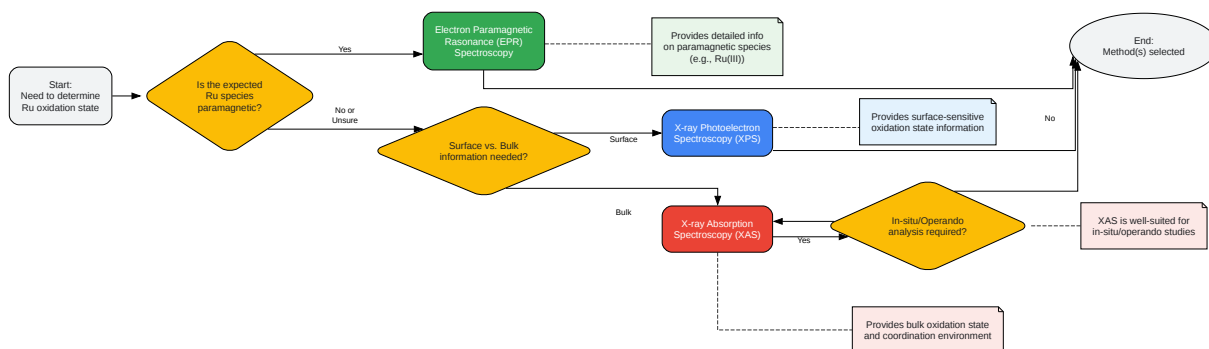 Start:
Need to determine
Ru oxidation state
Is the expected
Ru species
paramagnetic?
Yes
No or
Unsure
Electron Paramagnetic
Rasonance (EPR)
Spectroscopy
Provides detailed info
on paramagnetic species
(e.g., Ru(III))
End:
Method(s) selected
Surface vs. Bulk
information needed?
Surface
Bulk
X-ray Photoelectron
Spectroscopy (XPS)
Provides surface-sensitive
oxidation state information
No
X-ray Absorption
Spectroscopy (XAS)
Yes
In-situ/Operando
analysis required?
XAS is well-suited for
in-situ/operando studies
Provides bulk oxidation state
and coordination environment